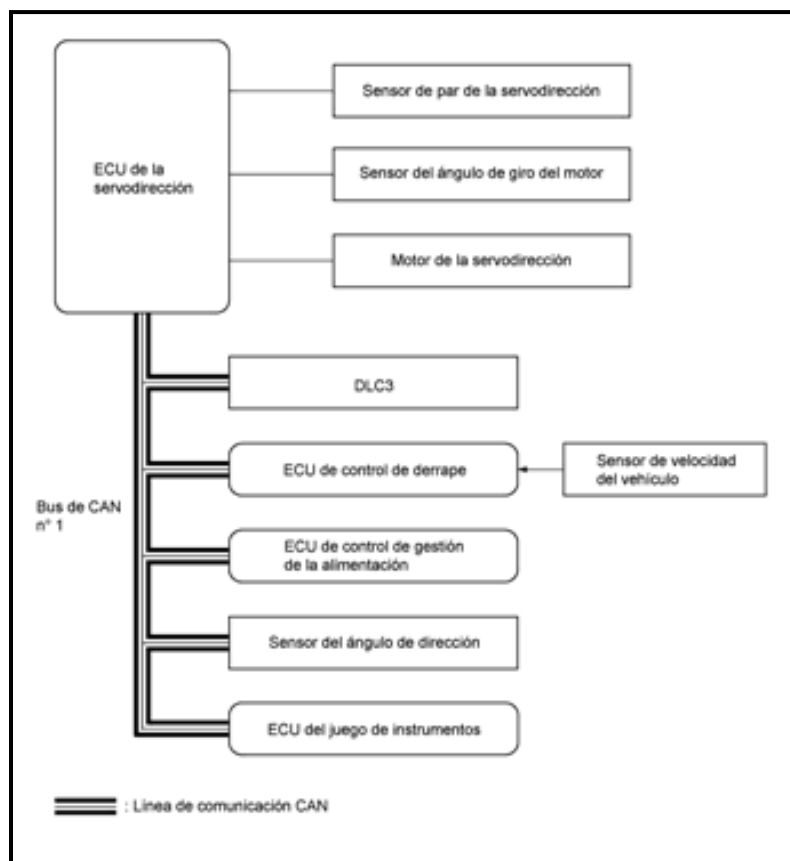 ECU de la
servodirección
Sensor de par de la servodirección
Sensor del ángulo de giro del motor
Motor de la servodirección
DLC3
ECU de control de derrape
Sensor de velocidad
del vehículo
Bus de CAN
n° 1
ECU de control de gestión
de la alimentación
Sensor del ángulo de dirección
ECU del juego de instrumentos
: Línea de comunicación CAN